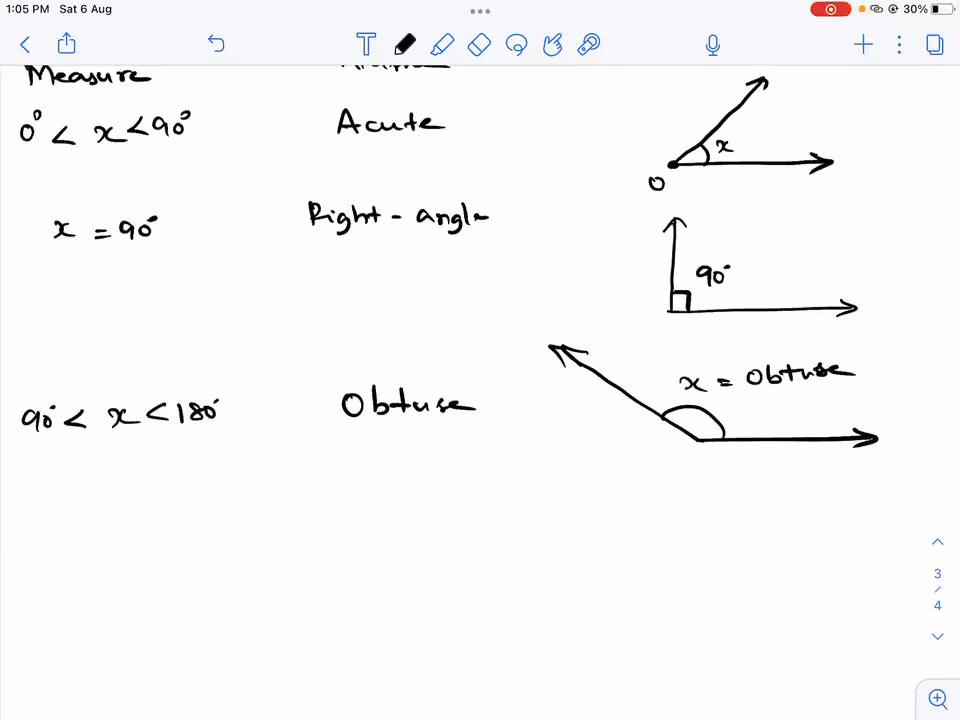 1:05 PM Sat 6 Aug
30%
Measure
0° < x < 90° Acute
x
O
x = 90° Right - angle
90°
x = Obtuse
90° < x < 180° Obtuse
3
/
4